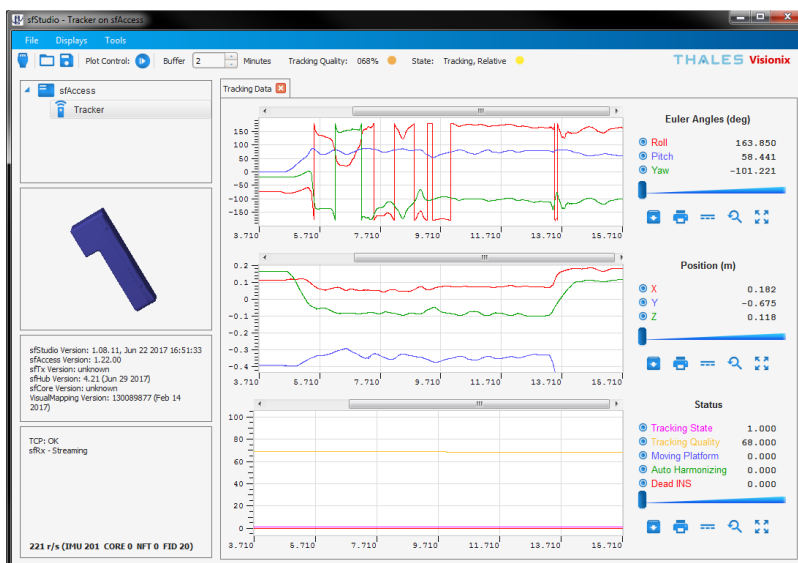 sfStudio - Tracker on sfAccess
File Displays Tools
Plot Control: Buffer 2 Minutes Tracking Quality: 068% State: Tracking, Relative
THALES Visionix
sfAccess
Tracker
Tracking Data
150
100
50
0
-50
-100
-150
3.710 5.710 7.710 9.710 11.710 13.710 15.710
Euler Angles (deg)
Roll 163.850
Pitch 58.441
Yaw -101.221
0.2
0.1
0
-0.1
-0.2
-0.3
-0.4
3.710 5.710 7.710 9.710 11.710 13.710 15.710
Position (m)
X 0.182
Y -0.675
Z 0.118
sfStudio Version: 1.08.11, Jun 22 2017 16:51:33
sfAccess Version: 1.22.00
sfTx Version: unknown
sfHub Version: 4.21 (Jun 29 2017)
sfCore Version: unknown
VisualMapping Version: 130089877 (Feb 14
2017)
100
80
60
40
20
0
3.710 5.710 7.710 9.710 11.710 13.710 15.710
Status
Tracking State 1.000
Tracking Quality 68.000
Moving Platform 0.000
Auto Harmonizing 0.000
Dead INS 0.000
TCP: OK
sfRx - Streaming
221 r/s (IMU 201 CORE 0 NFT 0 FID 20)